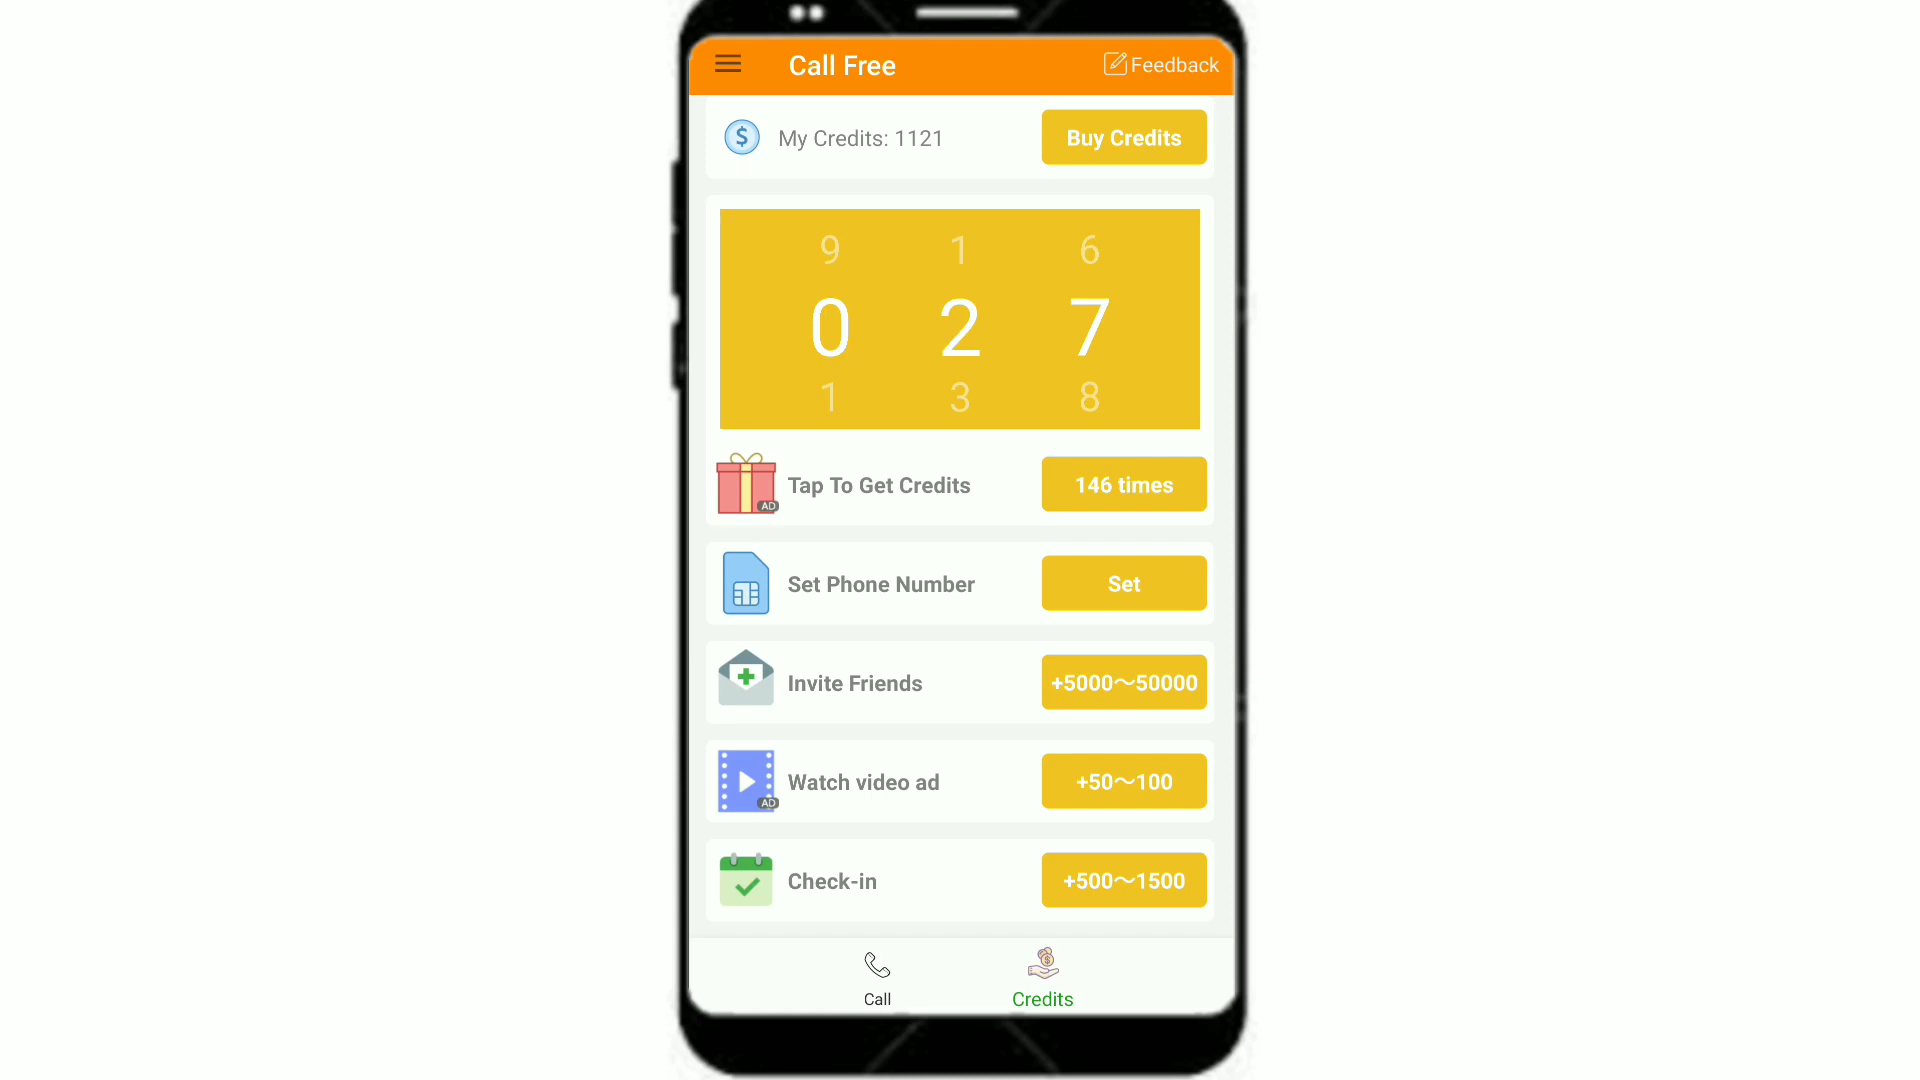 Call Free
Feedback
My Credits: 1121
Buy Credits
9 1 6
0 2 7
1 3 8
AD
Tap To Get Credits
146 times
Set Phone Number
Set
Invite Friends
+5000～50000
AD
Watch video ad
+50～100
Check-in
+500～1500
Call
Credits